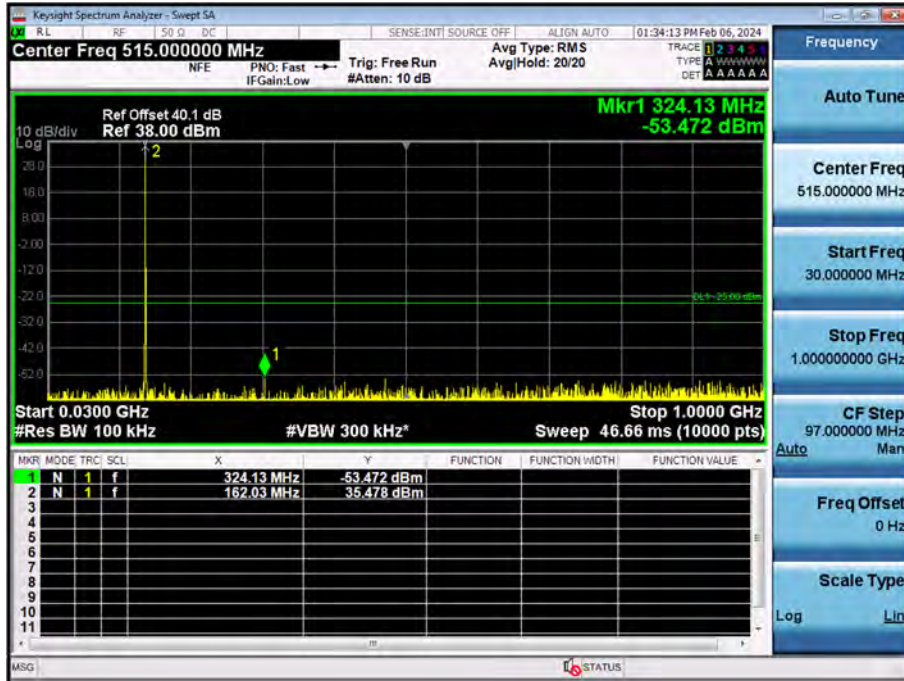 Keysight Spectrum Analyzer - Swept SA
RL RF 50 Ω DC SENSE:INT SOURCE OFF ALIGN AUTO 01:34:13 PM Feb 06, 2024
Center Freq 515.000000 MHz
NFE PNO: Fast Trig: Free Run Avg Type: RMS TRACE 1 2 3 4 5 6
IFGain:Low #Atten: 10 dB Avg|Hold: 20/20 TYPE A WWWWW
DET A A A A A A
Frequency
Mkr1 324.13 MHz
-53.472 dBm
Ref Offset 40.1 dB
10 dB/div Ref 38.00 dBm
Log
28.0
18.0
8.00
-2.00
-12.0
-22.0
-32.0
-42.0
-52.0
2
DL1 -25.00 dBm
1
Start 0.0300 GHz Stop 1.0000 GHz
#Res BW 100 kHz #VBW 300 kHz* Sweep 46.66 ms (10000 pts)
MKR MODE TRC SCL X Y FUNCTION FUNCTION WIDTH FUNCTION VALUE
1 N 1 f 324.13 MHz -53.472 dBm
2 N 1 f 162.03 MHz 35.478 dBm
3
4
5
6
7
8
9
10
11
MSG STATUS
Auto Tune
Center Freq
515.000000 MHz
Start Freq
30.000000 MHz
Stop Freq
1.000000000 GHz
CF Step
97.000000 MHz
Auto Man
Freq Offset
0 Hz
Scale Type
Log Lin